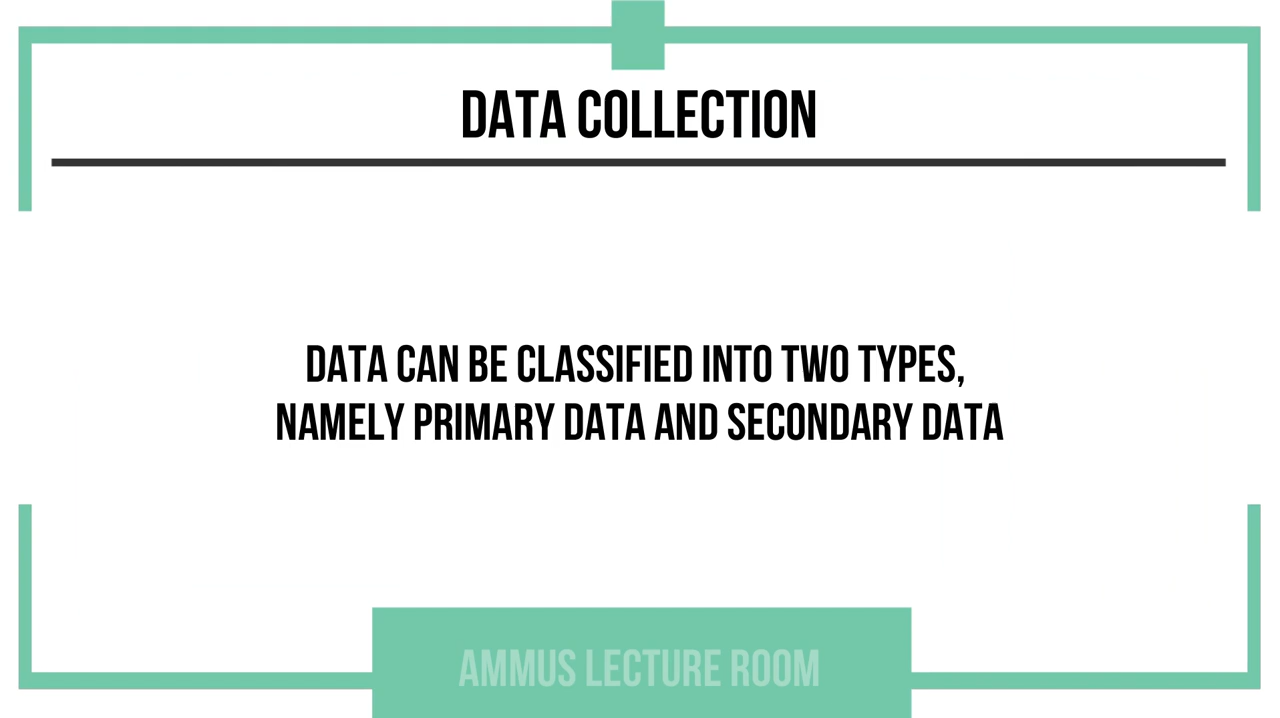 DATA COLLECTION
DATA CAN BE CLASSIFIED INTO TWO TYPES,
NAMELY PRIMARY DATA AND SECONDARY DATA
AMMUS LECTURE ROOM